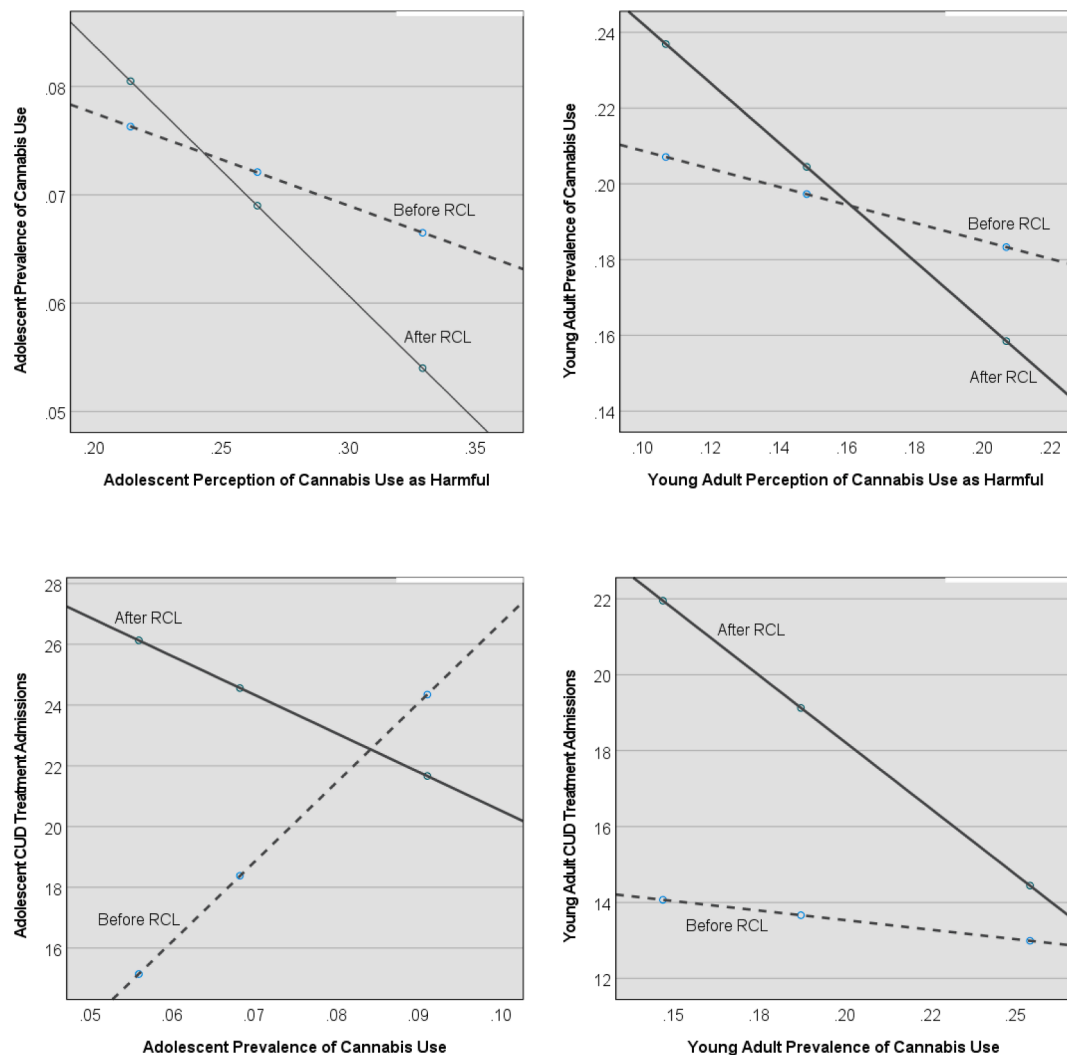 Adolescent Prevalence of Cannabis Use
.08
.07
.06
.05
Before RCL
After RCL
.20 .25 .30 .35
Adolescent Perception of Cannabis Use as Harmful
Young Adult Prevalence of Cannabis Use
.24
.22
.20
.18
.16
.14
Before RCL
After RCL
.10 .12 .14 .16 .18 .20 .22
Young Adult Perception of Cannabis Use as Harmful
Adolescent CUD Treatment Admissions
28
26
24
22
20
18
16
After RCL
Before RCL
.05 .06 .07 .08 .09 .10
Adolescent Prevalence of Cannabis Use
Young Adult CUD Treatment Admissions
22
20
18
16
14
12
After RCL
Before RCL
.15 .18 .20 .22 .25
Young Adult Prevalence of Cannabis Use